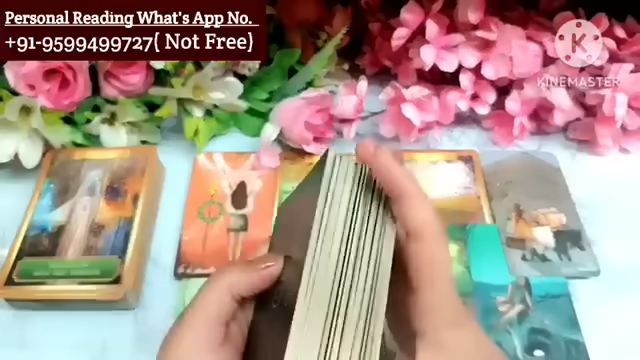 Personal Reading What's App No.
+91-9599499727( Not Free)
K
KINEMASTER